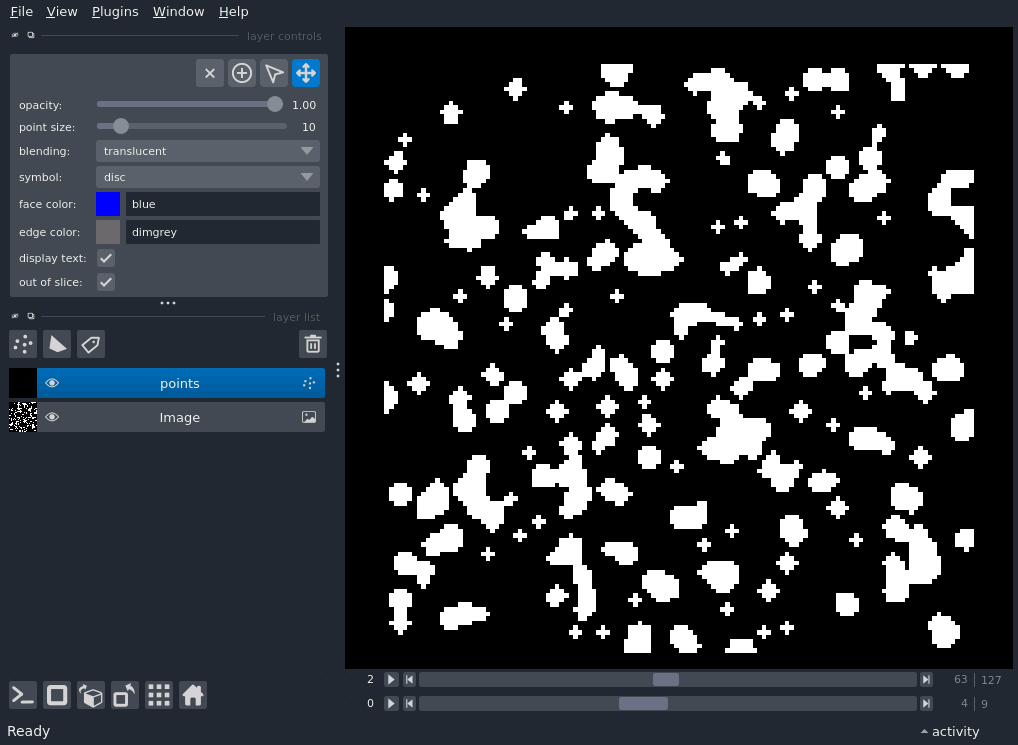 File View Plugins Window Help
layer controls
opacity: 1.00
point size: 10
blending: translucent
symbol: disc
face color: blue
edge color: dimgrey
display text:
out of slice:
layer list
points
Image
2 63 127
0 4 9
Ready activity